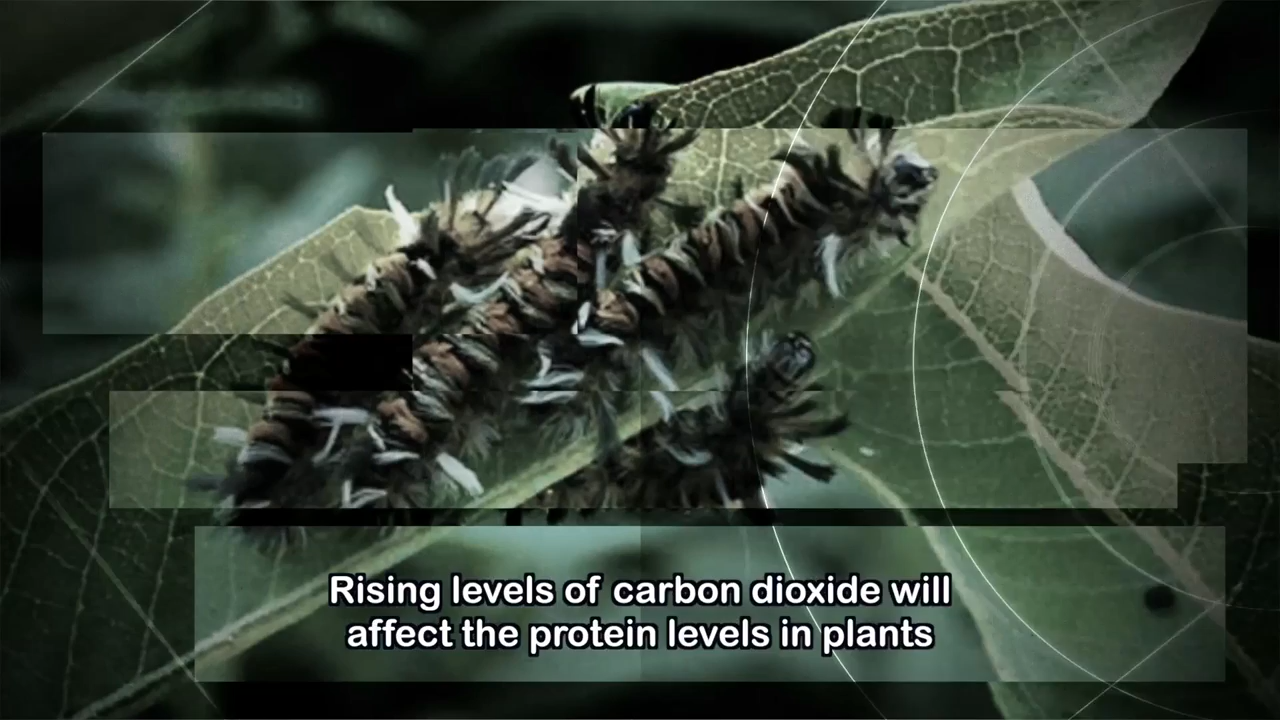 Rising levels of carbon dioxide will
affect the protein levels in plants